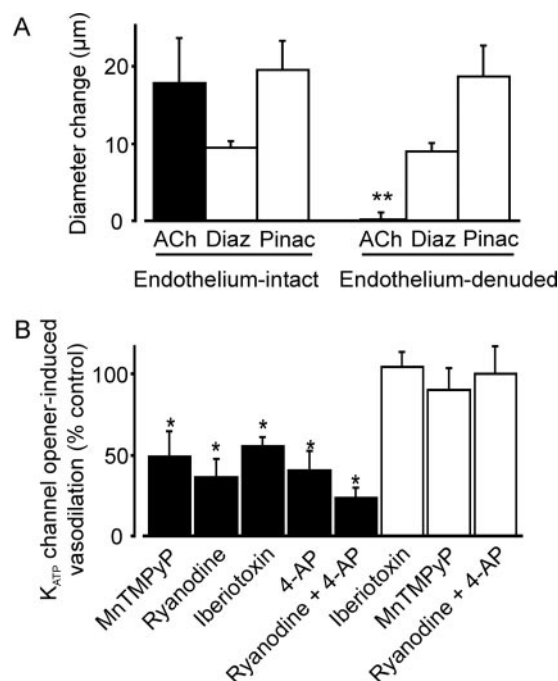 A
Diameter change (µm)
20
10
0
**
ACh Diaz Pinac ACh Diaz Pinac
Endothelium-intact Endothelium-denuded
B
K_ATP channel opener-induced
vasodilation (% control)
100
50
0
* * * * *
MnTMPyP
Ryanodine
Iberiotoxin
4-AP
Ryanodine + 4-AP
Iberiotoxin
MnTMPyP
Ryanodine + 4-AP